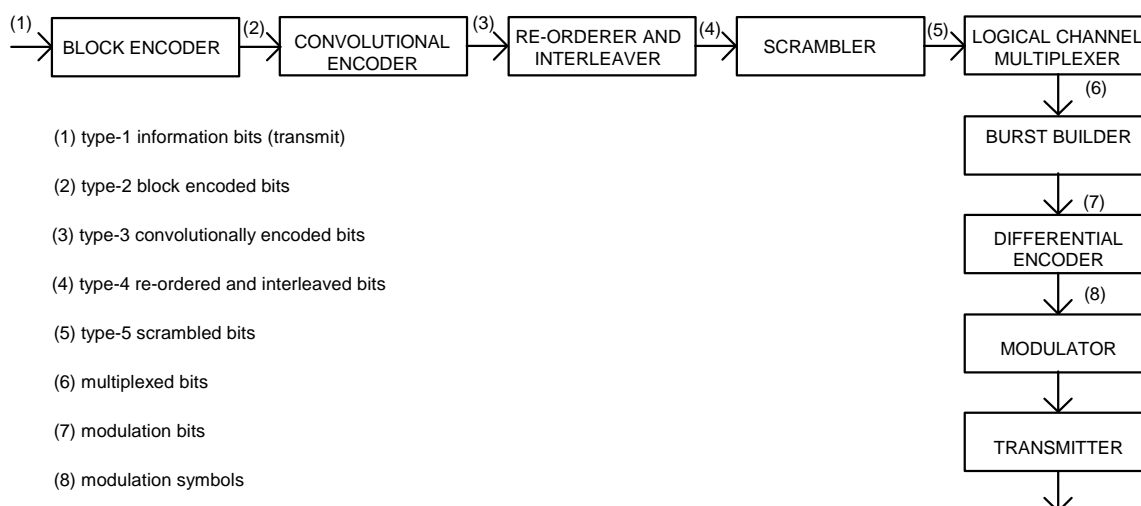 (1)
BLOCK ENCODER
(2)
CONVOLUTIONAL
ENCODER
(3)
RE-ORDERER AND
INTERLEAVER
(4)
SCRAMBLER
(5)
LOGICAL CHANNEL
MULTIPLEXER
(6)
BURST BUILDER
(7)
DIFFERENTIAL
ENCODER
(8)
MODULATOR
TRANSMITTER
(1) type-1 information bits (transmit)
(2) type-2 block encoded bits
(3) type-3 convolutionally encoded bits
(4) type-4 re-ordered and interleaved bits
(5) type-5 scrambled bits
(6) multiplexed bits
(7) modulation bits
(8) modulation symbols